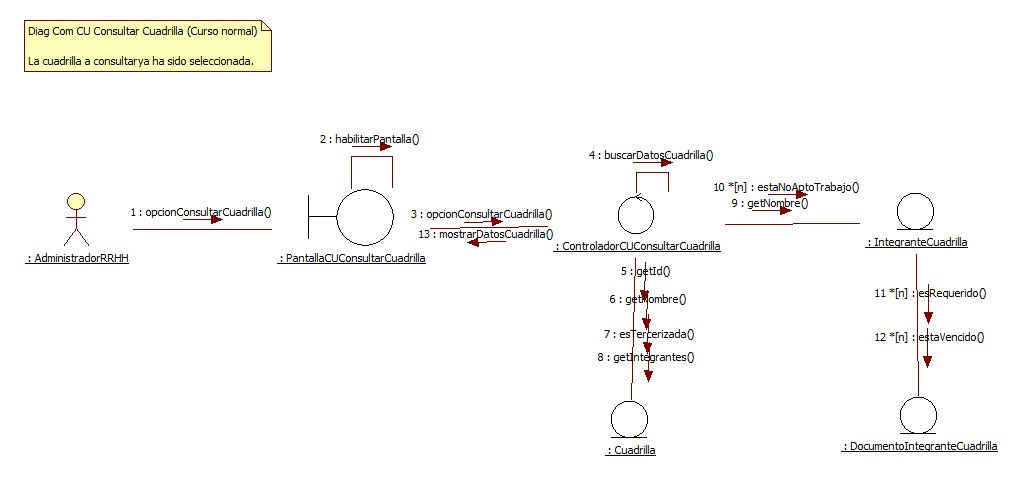 Diag Com CU Consultar Cuadrilla (Curso normal)
La cuadrilla a consultarya ha sido seleccionada.
2 : habilitarPantalla()
4 : buscarDatosCuadrilla()
10 *[n] : estaNoAptoTrabajo()
9 : getNombre()
1 : opcionConsultarCuadrilla()
3 : opcionConsultarCuadrilla()
13 : mostrarDatosCuadrilla()
: AdministradorRRHH
: PantallaCUConsultarCuadrilla
: ControladorCUConsultarCuadrilla
: IntegranteCuadrilla
5 : getId()
6 : getNombre()
7 : esTercerizada()
8 : getIntegrantes()
11 *[n] : esRequerido()
12 *[n] : estaVencido()
: Cuadrilla
: DocumentoIntegranteCuadrilla